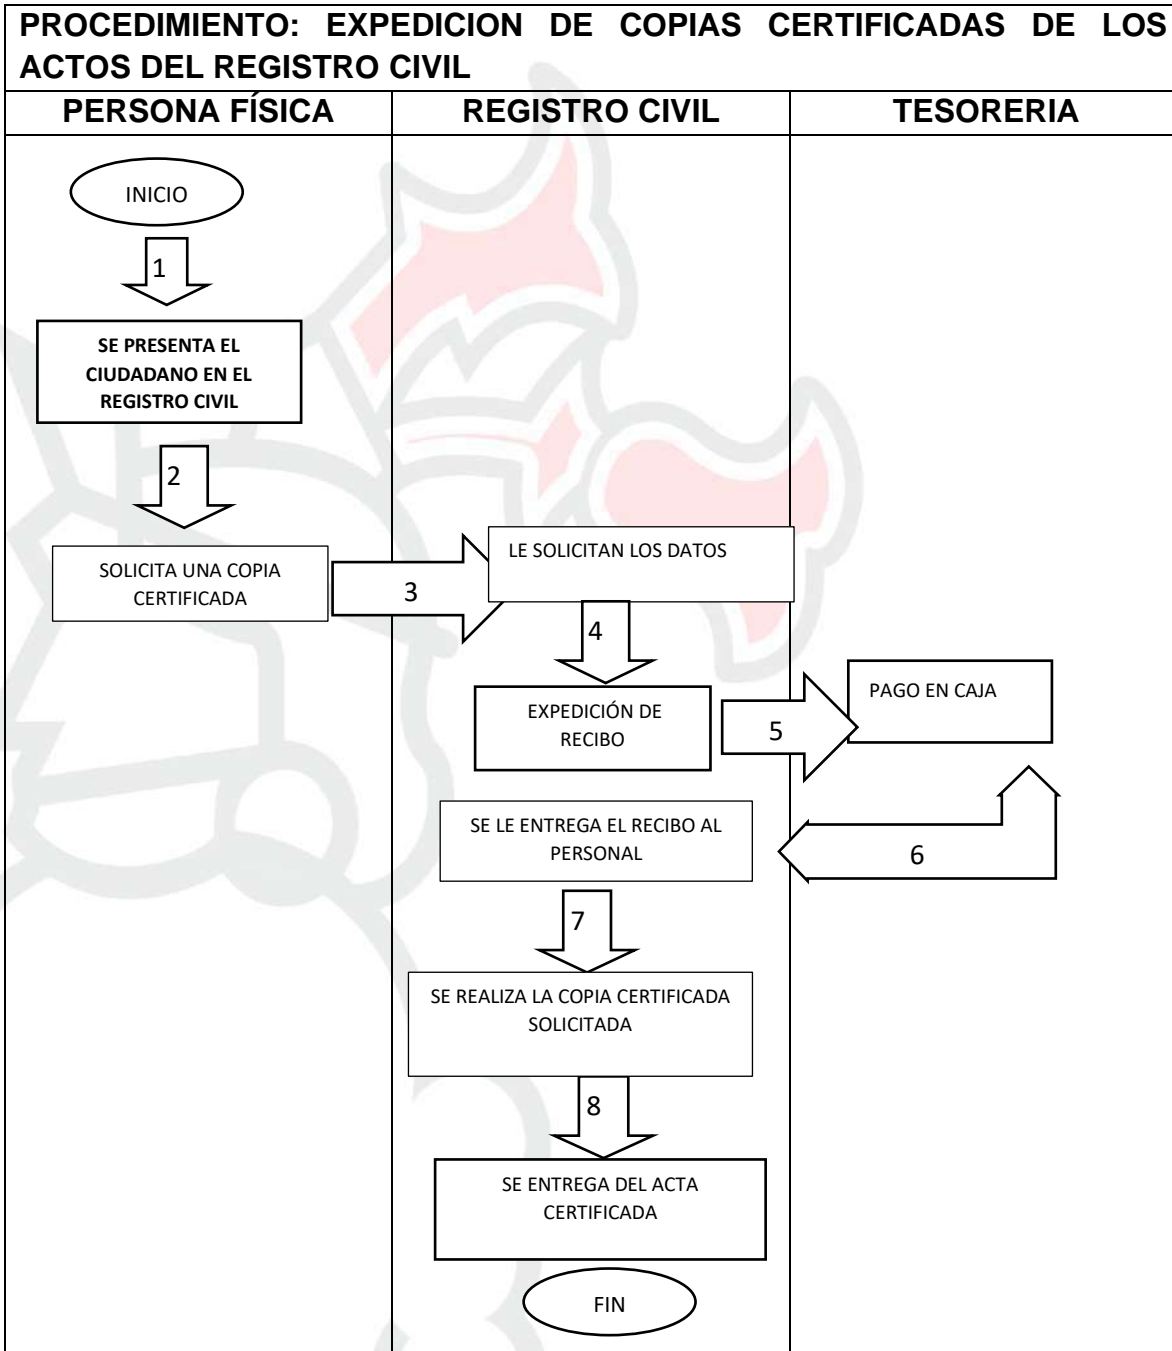 PROCEDIMIENTO: EXPEDICION DE COPIAS CERTIFICADAS DE LOS
ACTOS DEL REGISTRO CIVIL
PERSONA FÍSICA
REGISTRO CIVIL
TESORERIA
INICIO
1
SE PRESENTA EL
CIUDADANO EN EL
REGISTRO CIVIL
2
SOLICITA UNA COPIA
CERTIFICADA
3
LE SOLICITAN LOS DATOS
4
EXPEDICIÓN DE
RECIBO
5
PAGO EN CAJA
6
SE LE ENTREGA EL RECIBO AL
PERSONAL
7
SE REALIZA LA COPIA CERTIFICADA
SOLICITADA
8
SE ENTREGA DEL ACTA
CERTIFICADA
FIN